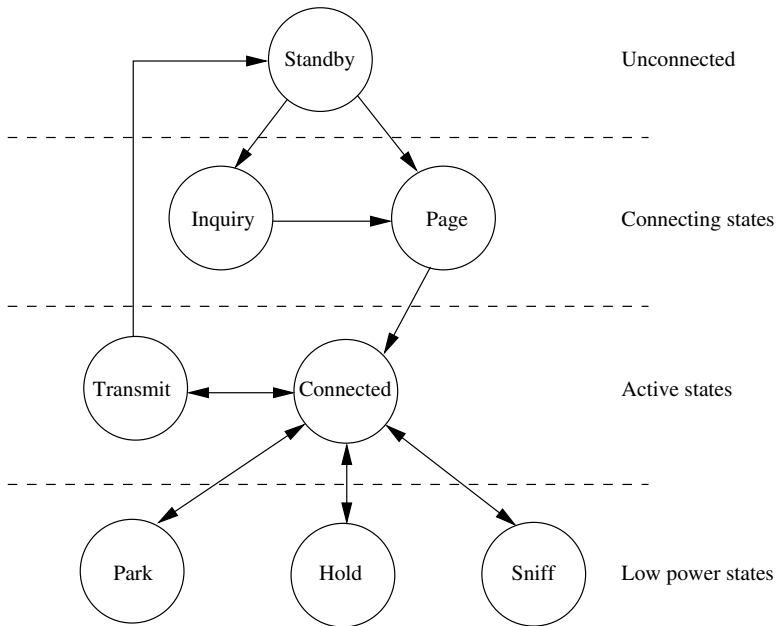 Standby
Unconnected
Inquiry
Page
Connecting states
Transmit
Connected
Active states
Park
Hold
Sniff
Low power states